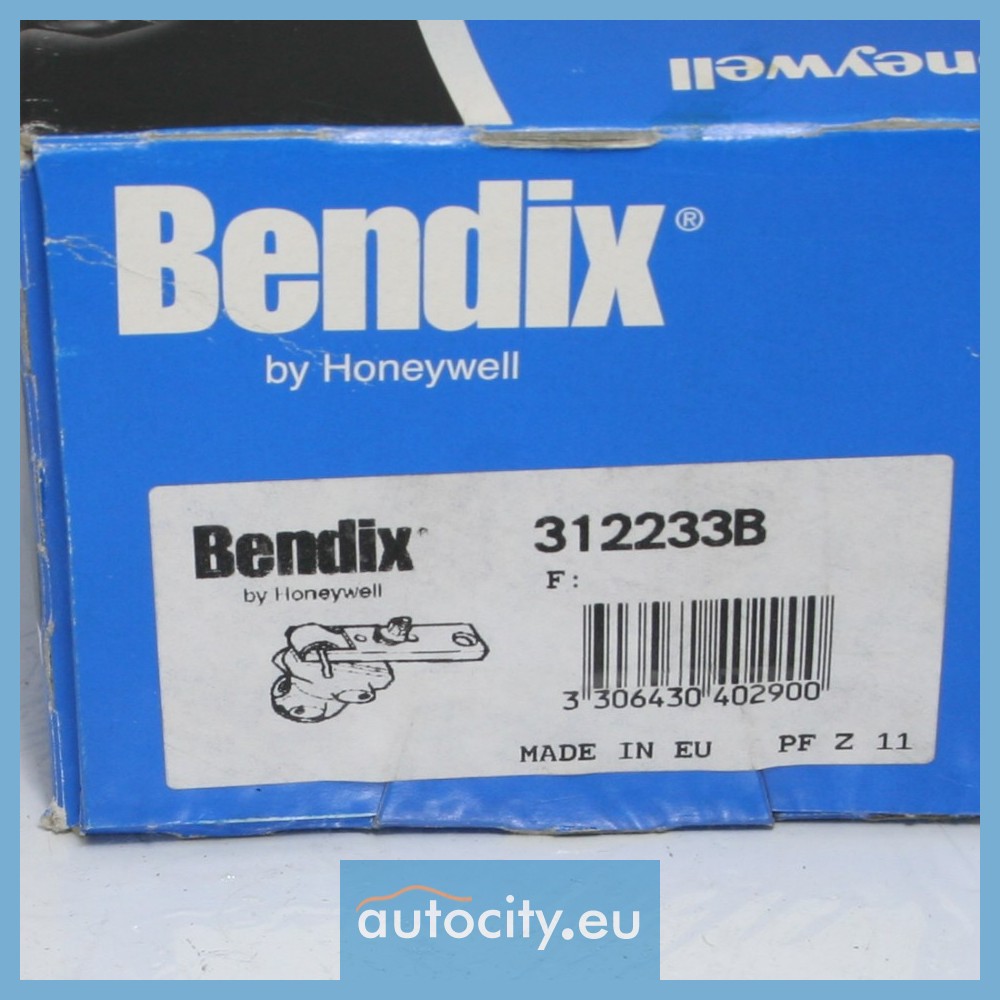 neywell
Bendix®
by Honeywell
Bendix
by Honeywell
312233B
F:
3 306430 402900
MADE IN EU PF Z 11
autocity.eu